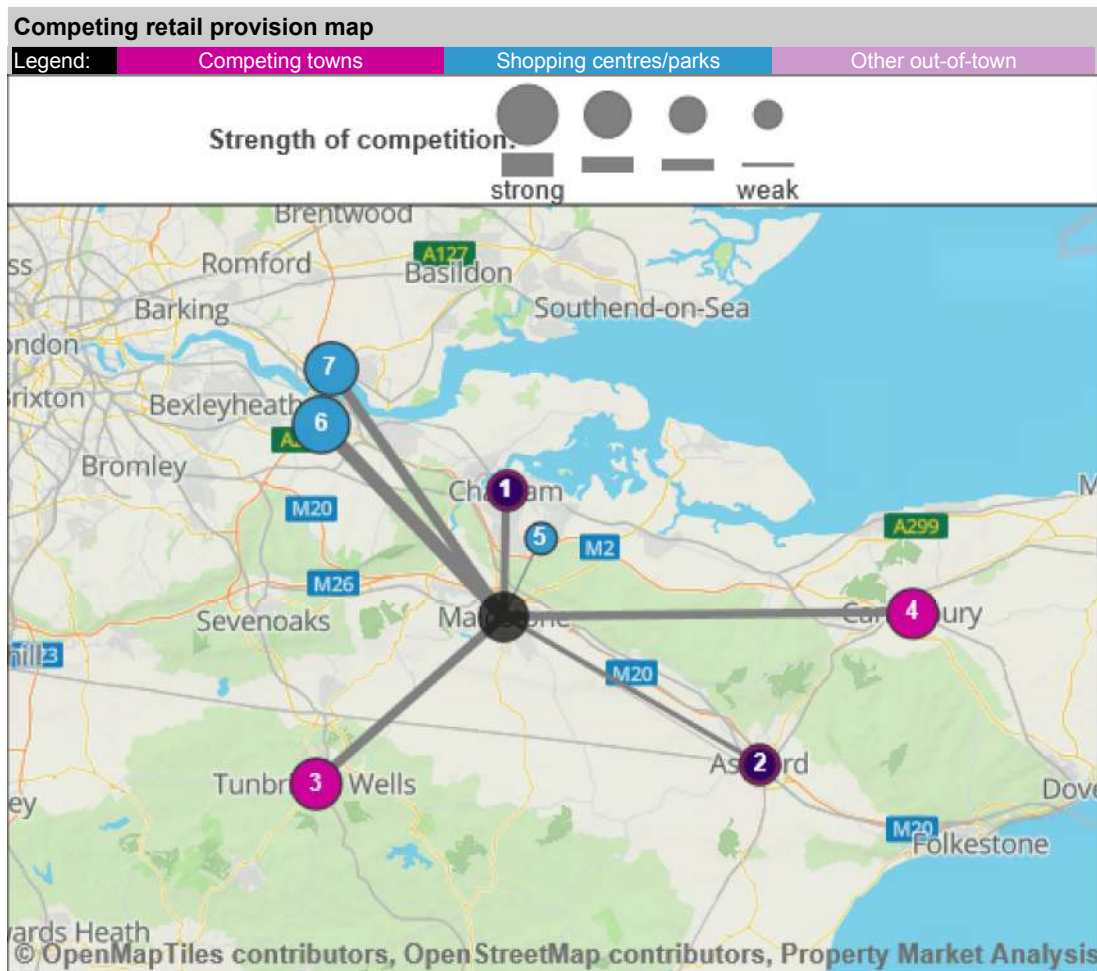 Competing retail provision map
Legend: Competing towns Shopping centres/parks Other out-of-town
Strength of competition:
strong weak
Brentwood
A127
Romford
Basildon
Barking
Southend-on-Sea
7
Bexleyheath
6
Bromley
1
M20
5
A299
M2
M26
Sevenoaks
4
M20
2
Tunbridge Wells
3
M20
Folkestone
© OpenMapTiles contributors, OpenStreetMap contributors, Property Market Analysis